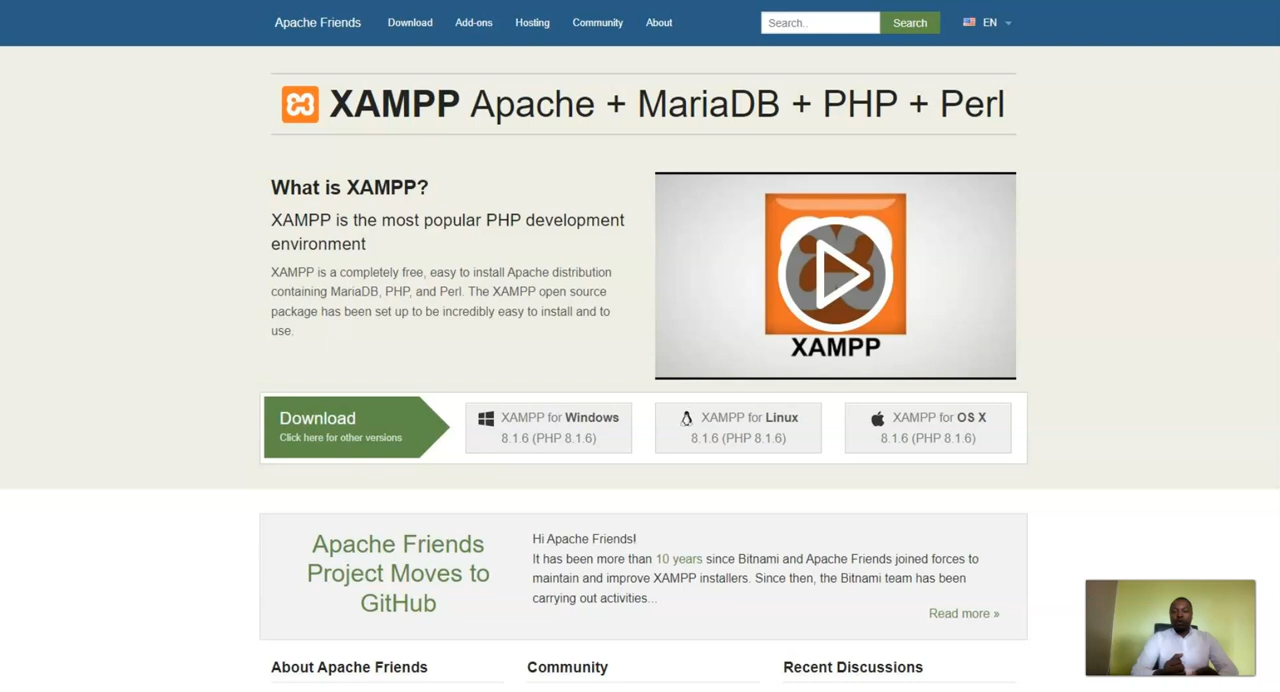 Apache Friends Download Add-ons Hosting Community About Search.. Search EN
XAMPP Apache + MariaDB + PHP + Perl
What is XAMPP?
XAMPP is the most popular PHP development
environment
XAMPP is a completely free, easy to install Apache distribution
containing MariaDB, PHP, and Perl. The XAMPP open source
package has been set up to be incredibly easy to install and to
use.
XAMPP
Download
Click here for other versions
XAMPP for Windows
8.1.6 (PHP 8.1.6)
XAMPP for Linux
8.1.6 (PHP 8.1.6)
XAMPP for OS X
8.1.6 (PHP 8.1.6)
Apache Friends
Project Moves to
GitHub
Hi Apache Friends!
It has been more than 10 years since Bitnami and Apache Friends joined forces to
maintain and improve XAMPP installers. Since then, the Bitnami team has been
carrying out activities...
Read more »
About Apache Friends
Community
Recent Discussions